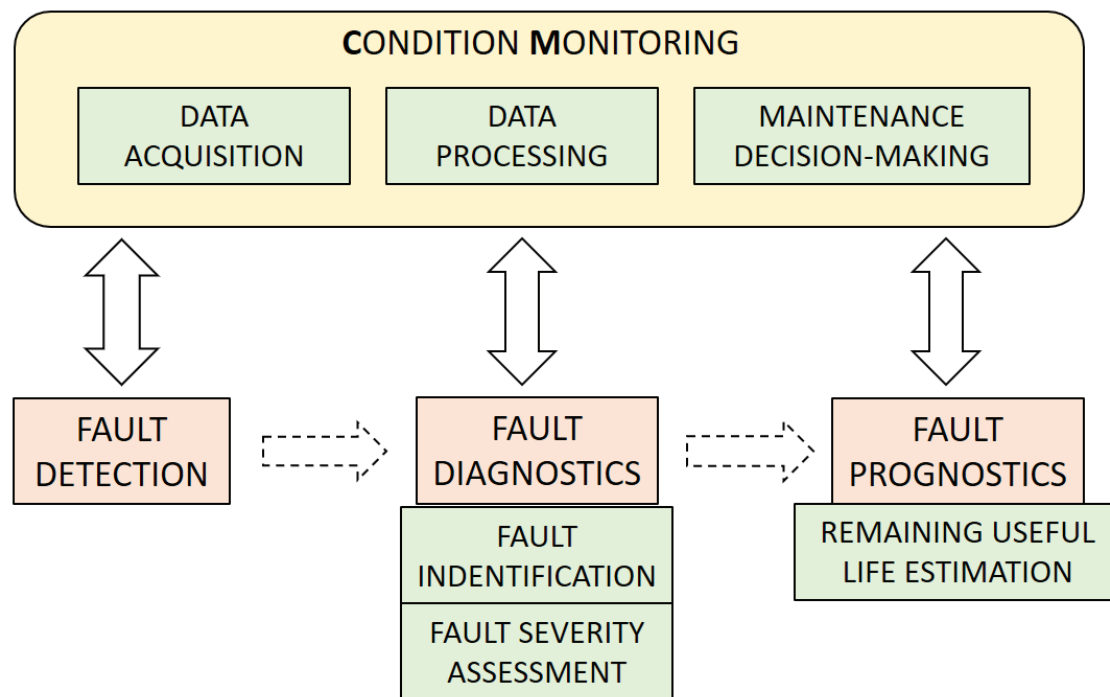 CONDITION MONITORING
DATA
ACQUISITION
DATA
PROCESSING
MAINTENANCE
DECISION-MAKING
FAULT
DETECTION
FAULT
DIAGNOSTICS
FAULT
INDENTIFICATION
FAULT SEVERITY
ASSESSMENT
FAULT
PROGNOSTICS
REMAINING USEFUL
LIFE ESTIMATION